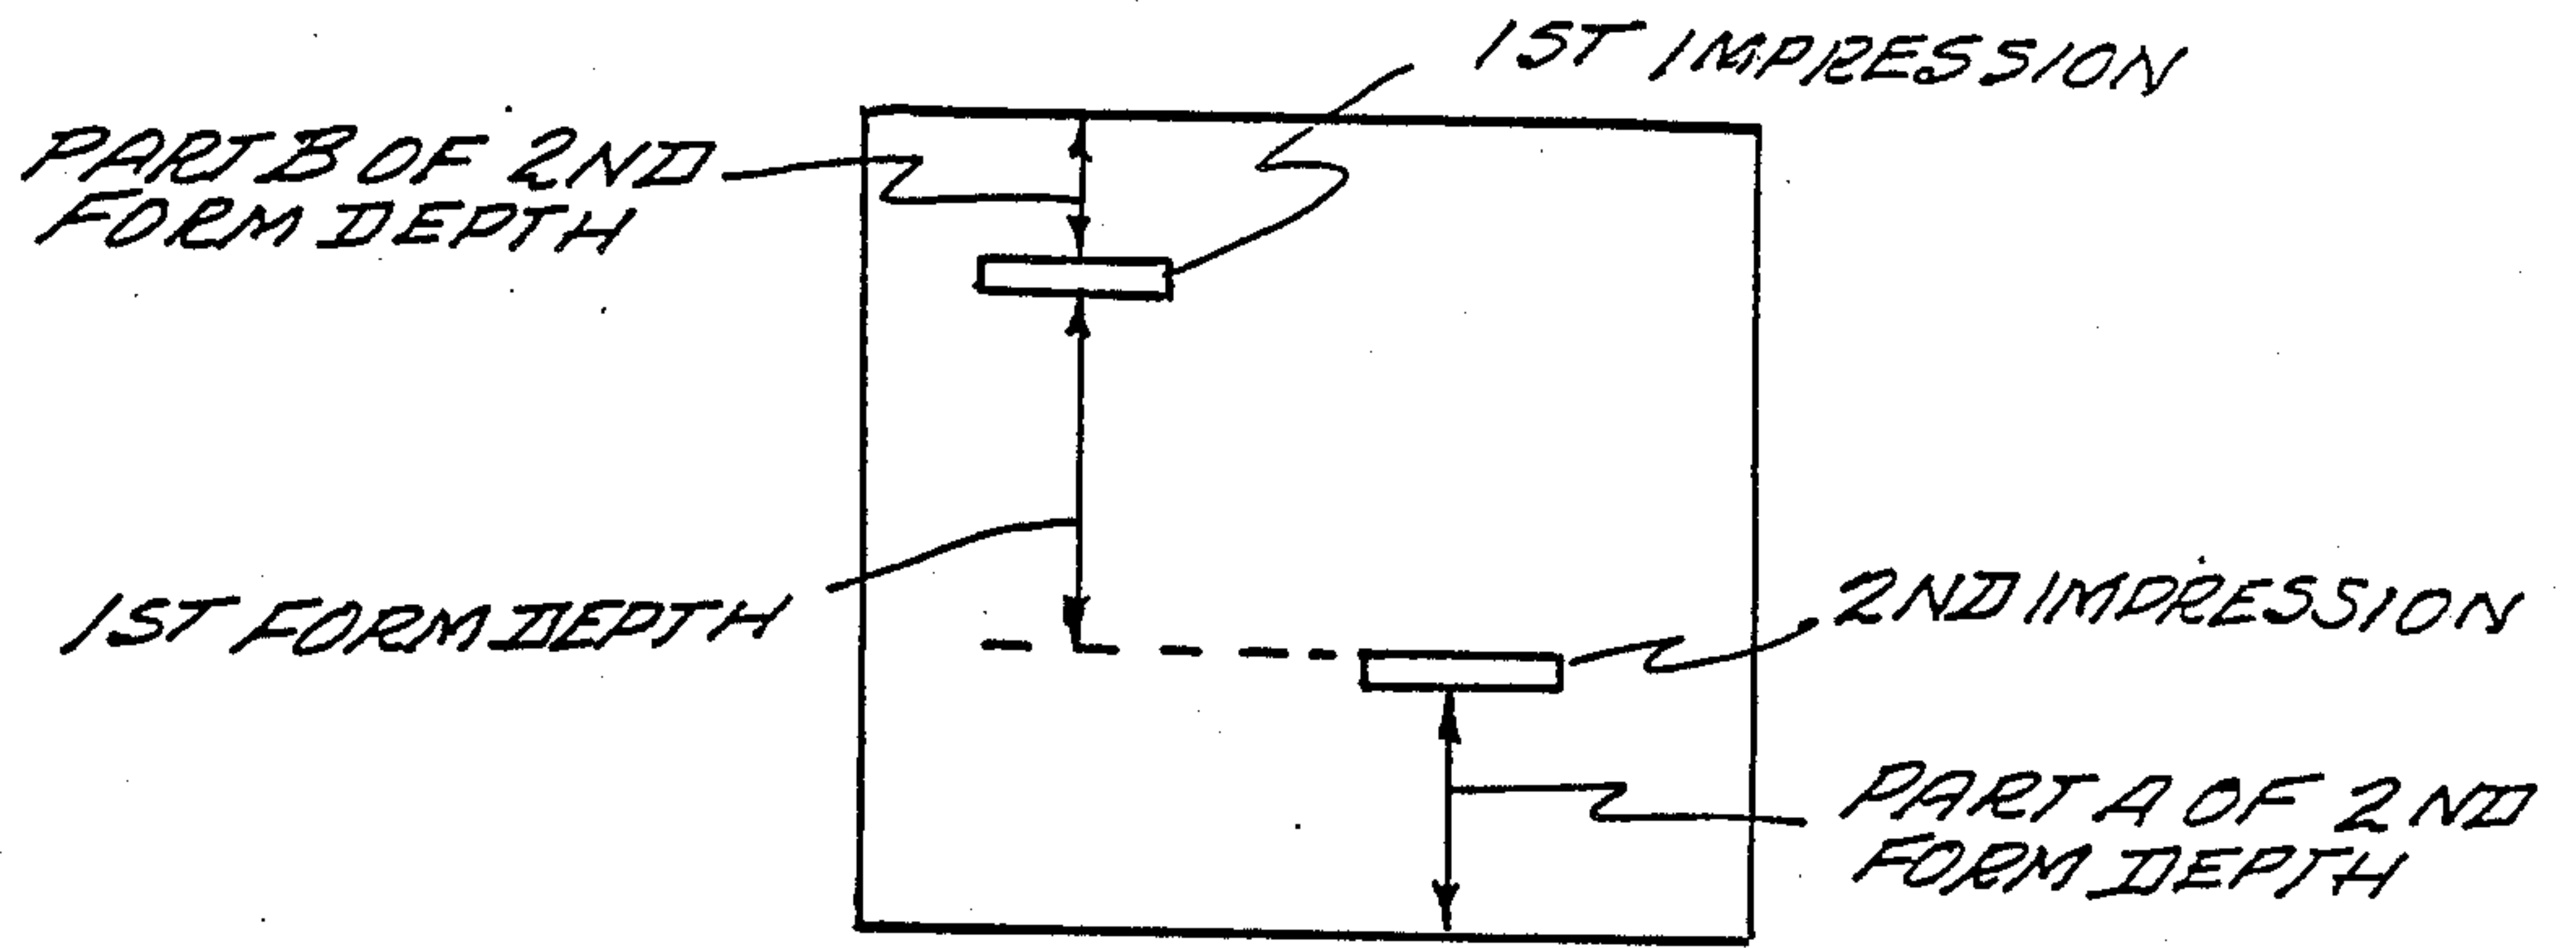 1ST IMPRESSION
PART B OF 2ND
FORM DEPTH
1ST FORM DEPTH
2ND IMPRESSION
PART A OF 2ND
FORM DEPTH